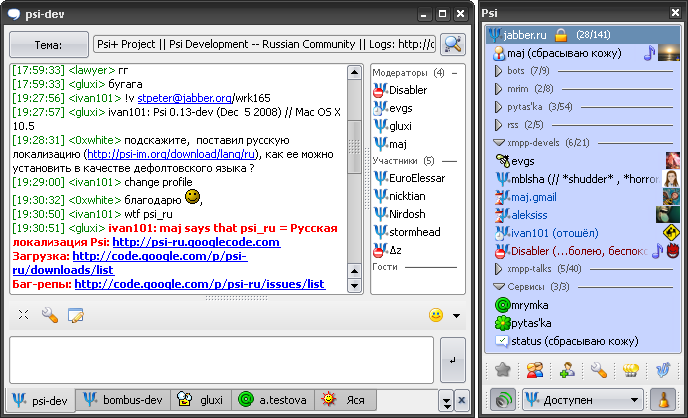 psi-dev
Тема:
Psi+ Project || Psi Development -- Russian Community || Logs: http://c
[17:59:33] <lawyer> гг
[17:59:33] <gluxi> бугага
[19:27:56] <ivan101> !v stpeter@jabber.org/wrk165
[19:27:57] <gluxi> ivan101: Psi 0.13-dev (Dec 5 2008) // Mac OS X
10.5
[19:28:31] <0xwhite> подскажите, поставил русскую
локализацию (http://psi-im.org/download/lang/ru), как ее можно
установить в качестве дефолтовского языка ?
[19:29:00] <ivan101> change profile
[19:30:32] <0xwhite> благодарю ,
[19:30:50] <ivan101> wtf psi_ru
[19:30:51] <gluxi> ivan101: maj says that psi_ru = Русская
локализация Psi: http://psi-ru.googlecode.com
Загрузка: http://code.google.com/p/psi-
ru/downloads/list
Баг-репы: http://code.google.com/p/psi-ru/issues/list
Модераторы (4)
Disabler
evgs
gluxi
maj
Участники (5)
EuroElessar
nicktian
Nirdosh
stormhead
Δz
Гости
psi-dev
bombus-dev
gluxi
a.testova
Яся
Psi
jabber.ru (28/141)
maj (сбрасываю кожу)
bots (7/9)
mrim (2/8)
pytas'ka (3/54)
rss (2/5)
xmpp-devels (6/21)
evgs
mblsha (// *shudder* , *horror
maj.gmail
aleksiss
ivan101 (отошёл)
Disabler (...болею, беспокс
xmpp-talks (5/40)
Сервисы (3/3)
mrymka
pytas'ka
status (сбрасываю кожу)
Доступен